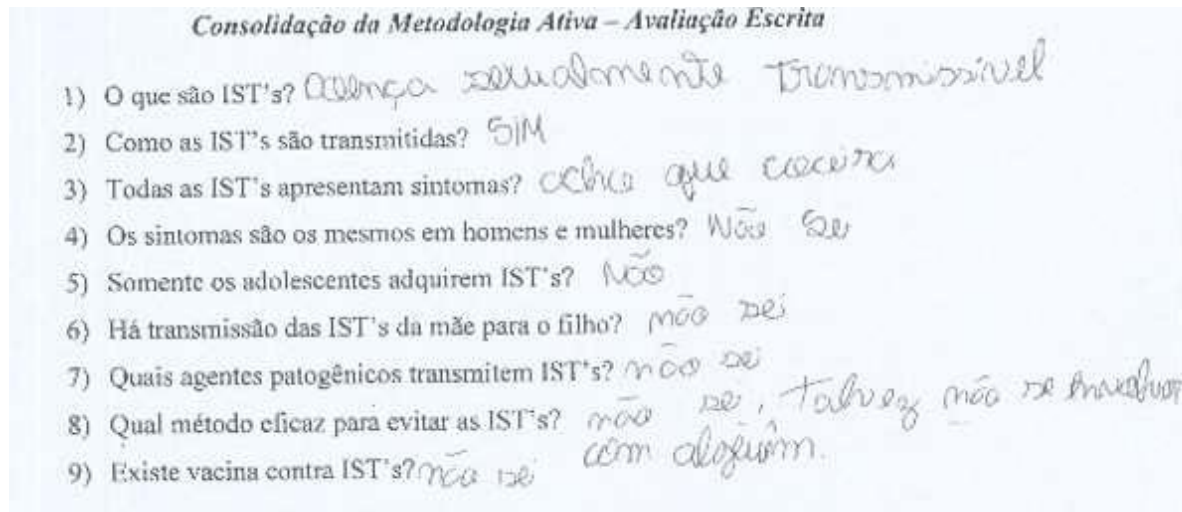 Consolidação da Metodologia Ativa – Avaliação Escrita
1) O que são IST's? doença sexualmente Transmissível
2) Como as IST's são transmitidas? SIM
3) Todas as IST's apresentam sintomas? acho que coceira
4) Os sintomas são os mesmos em homens e mulheres? Não Sei
5) Somente os adolescentes adquirem IST's? Não
6) Há transmissão das IST's da mãe para o filho? não sei
7) Quais agentes patogênicos transmitem IST's? não sei
8) Qual método eficaz para evitar as IST's? não sei, Talvez não se envolver
com alguém.
9) Existe vacina contra IST's? não sei